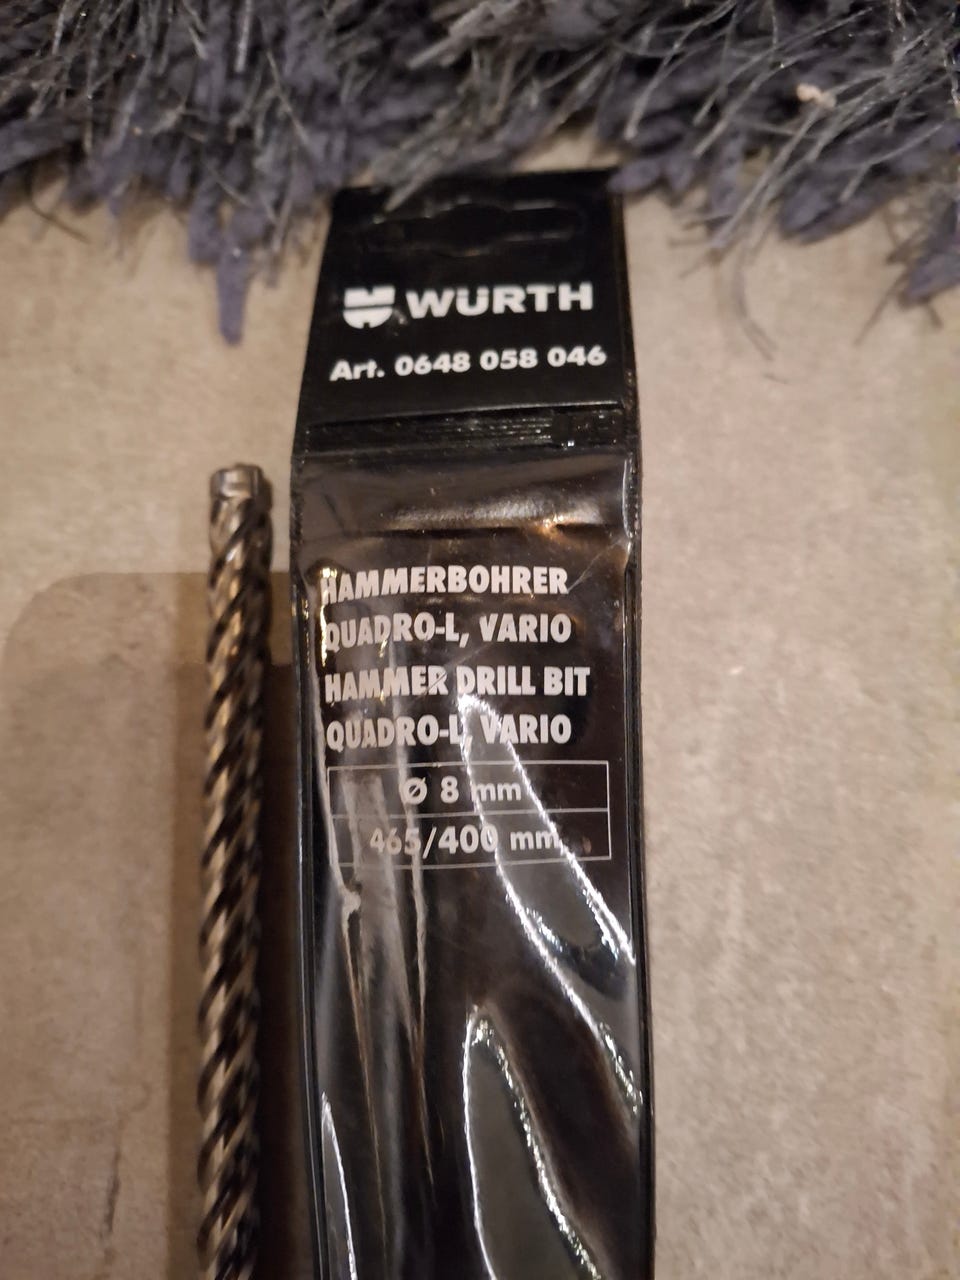 WÜRTH
Art. 0648 058 046
HAMMERBOHRER
QUADRO-L, VARIO
HAMMER DRILL BIT
QUADRO-L, VARIO
Ø 8 mm
465/400 mm